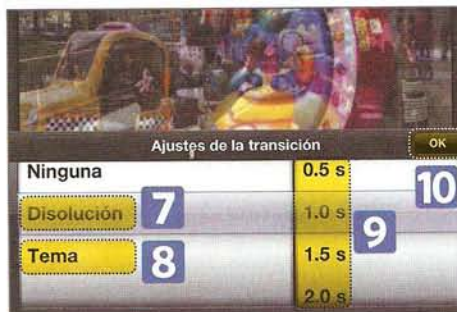 Ajustes de la transición OK
Ninguna 0.5 s 10
Disolución 7 1.0 s 9
Tema 8 1.5 s
2.0 s